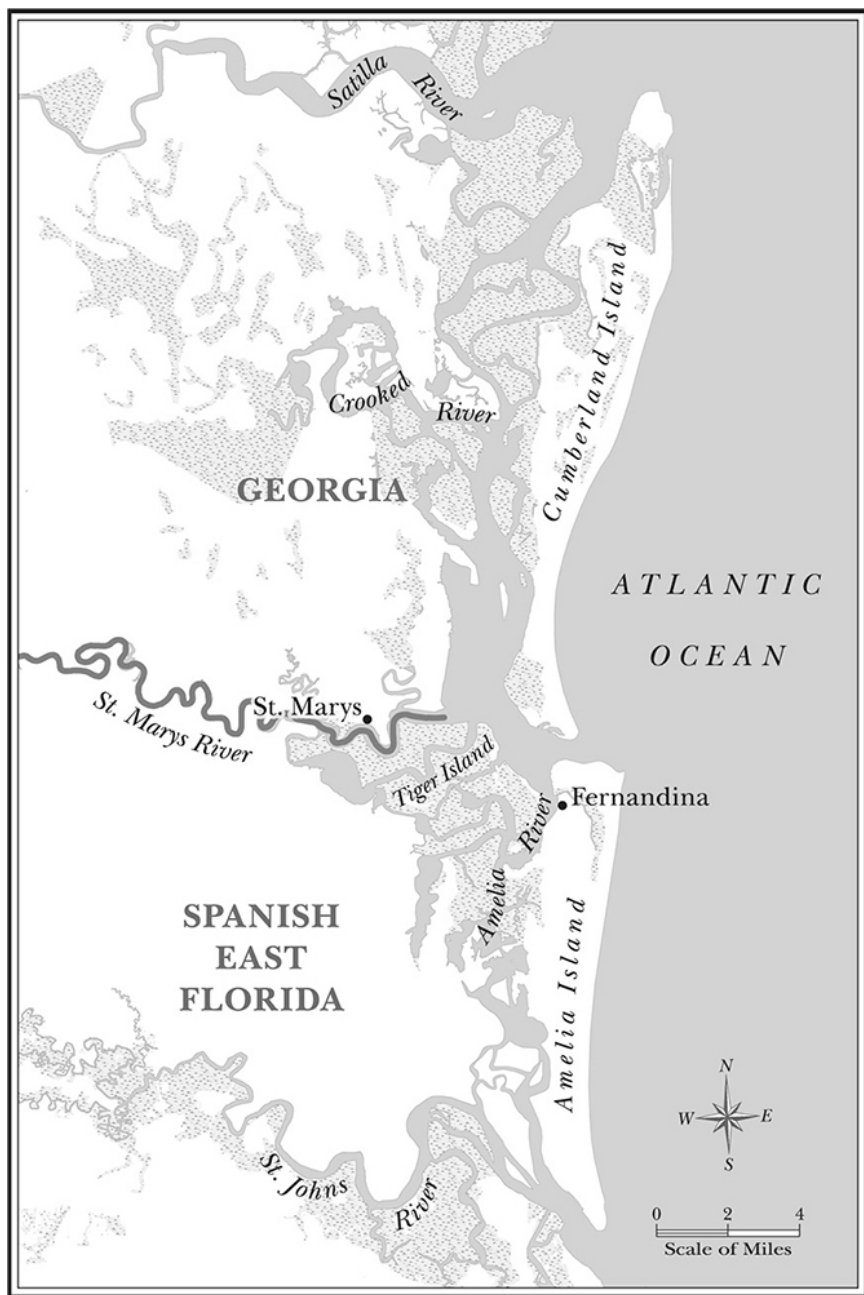 Satilla River
Cumberland Island
Crooked River
GEORGIA
ATLANTIC
OCEAN
St. Marys
St. Marys River
Tiger Island
Fernandina
Amelia River
SPANISH
EAST
FLORIDA
Amelia Island
N
W E
S
St. Johns River
0 2 4
Scale of Miles